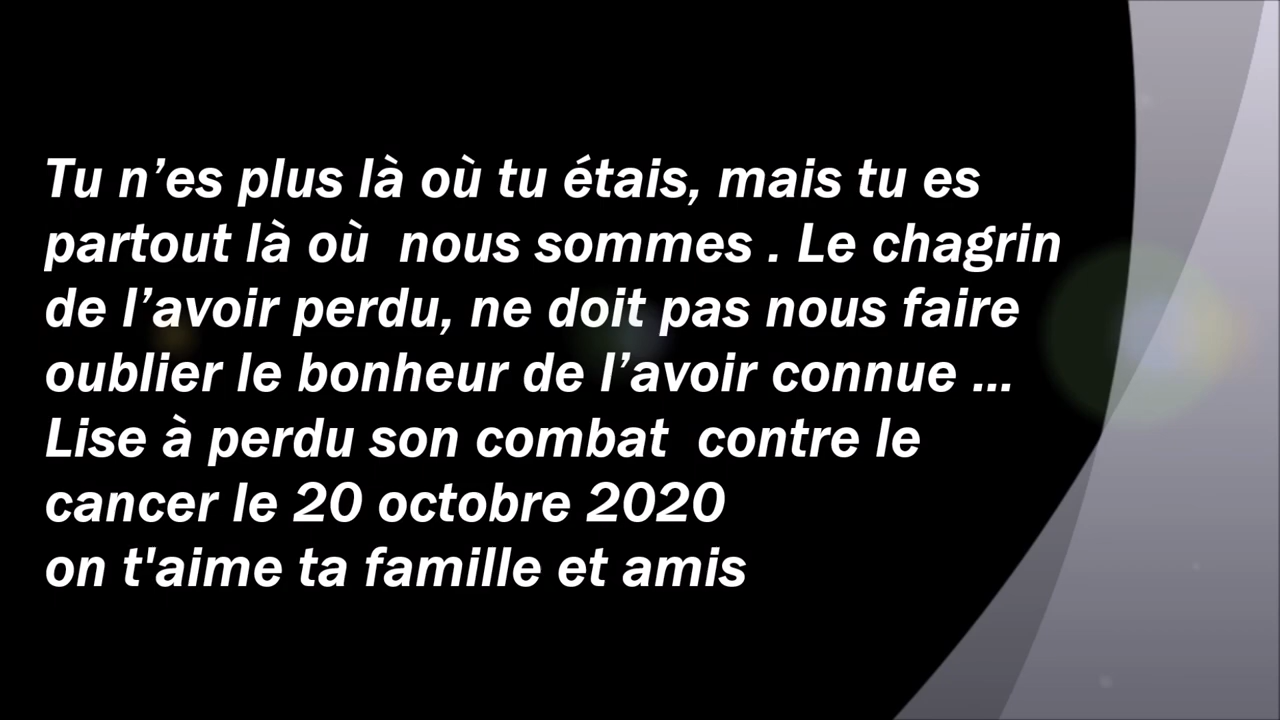 Tu n’es plus là où tu étais, mais tu es
partout là où  nous sommes . Le chagrin
de l’avoir perdu, ne doit pas nous faire
oublier le bonheur de l’avoir connue ...
Lise à perdu son combat  contre le
cancer le 20 octobre 2020
on t'aime ta famille et amis